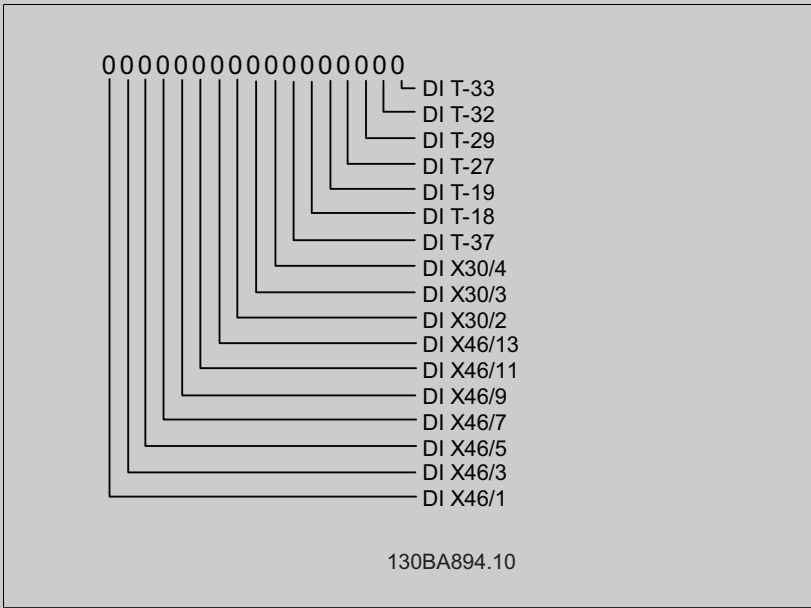 00000000000000000
DI T-33
DI T-32
DI T-29
DI T-27
DI T-19
DI T-18
DI T-37
DI X30/4
DI X30/3
DI X30/2
DI X46/13
DI X46/11
DI X46/9
DI X46/7
DI X46/5
DI X46/3
DI X46/1
130BA894.10